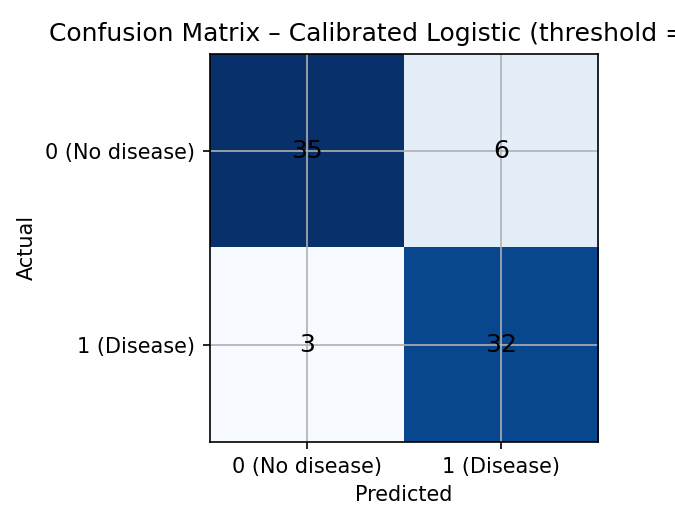 Confusion Matrix – Calibrated Logistic (threshold =
0 (No disease)
35
6
Actual
1 (Disease)
3
32
0 (No disease)
1 (Disease)
Predicted